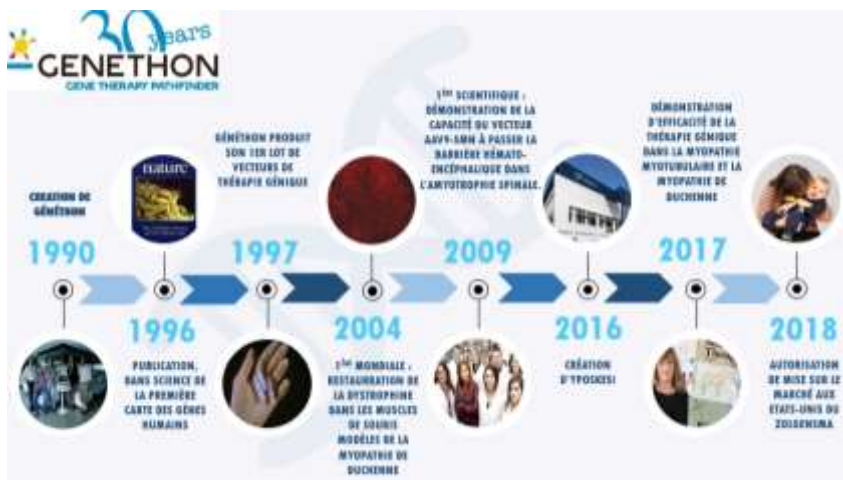 30 years
GENETHON
GENE THERAPY PATHFINDER
CREATION DE
GÉNÉTHON
1990
nature
1996
PUBLICATION,
DANS SCIENCE DE
LA PREMIÈRE
CARTE DES GÈNES
HUMAINS
GÉNÉTHON PRODUIT
SON 1ER LOT DE
VECTEURS DE
THÉRAPIE GÉNIQUE
1997
2004
1ÈRE MONDIALE :
RESTAURATION DE
LA DYSTROPHINE
DANS LES MUSCLES
DE SOURIS
MODÈLES DE LA
MYOPATHIE DE
DUCHENNE
1ÈRE SCIENTIFIQUE :
DÉMONSTRATION DE LA
CAPACITÉ DU VECTEUR
AAV9-SMN À PASSER LA
BARRIÈRE HÉMATO-
ENCÉPHALIQUE DANS
L'AMYOTROPHIE SPINALE.
2009
2016
CRÉATION
D'YPOSKESI
DÉMONSTRATION
D'EFFICACITÉ DE LA
THÉRAPIE GÉNIQUE
DANS LA MYOPATHIE
MYOTUBULAIRE ET LA
MYOPATHIE DE
DUCHENNE
2017
2018
AUTORISATION
DE MISE SUR LE
MARCHÉ AUX
ETATS-UNIS DU
ZOLGENSMA